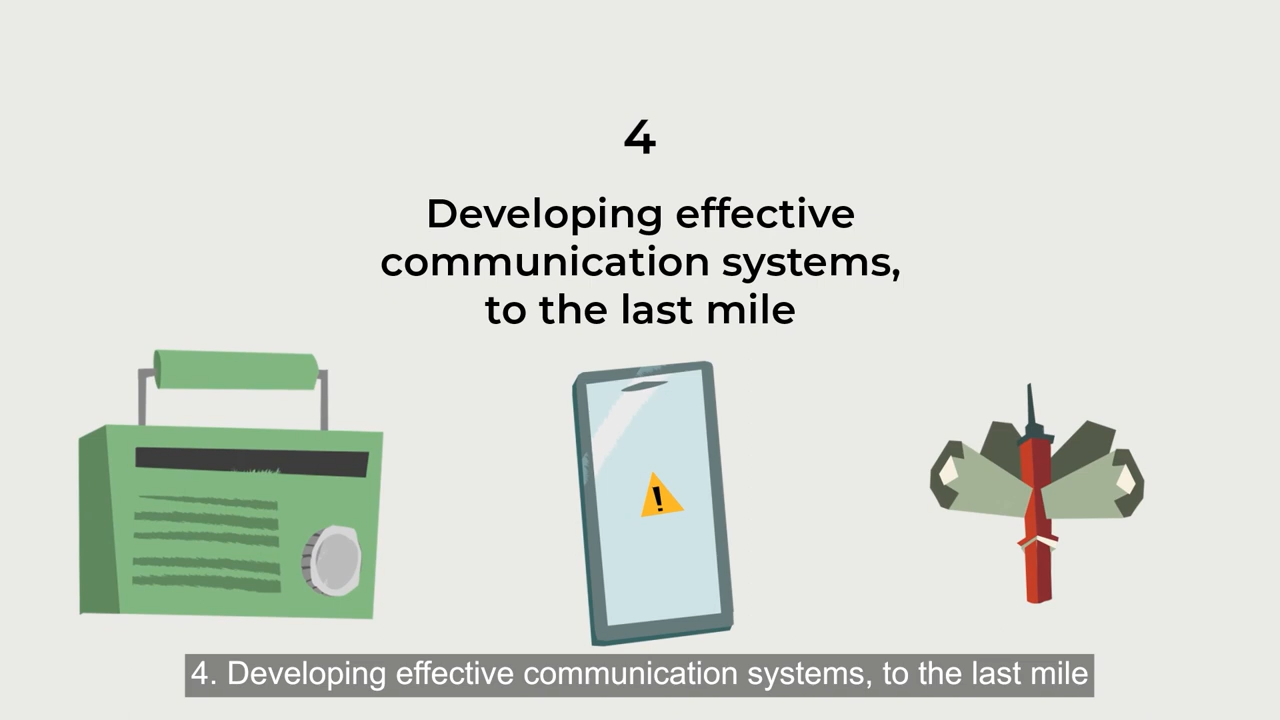 4
Developing effective
communication systems,
to the last mile
!
4. Developing effective communication systems, to the last mile